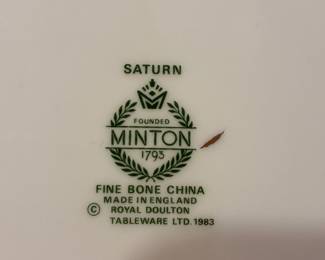 SATURN
FOUNDED
MINTON
1793
FINE BONE CHINA
MADE IN ENGLAND
© ROYAL DOULTON
TABLEWARE LTD. 1983